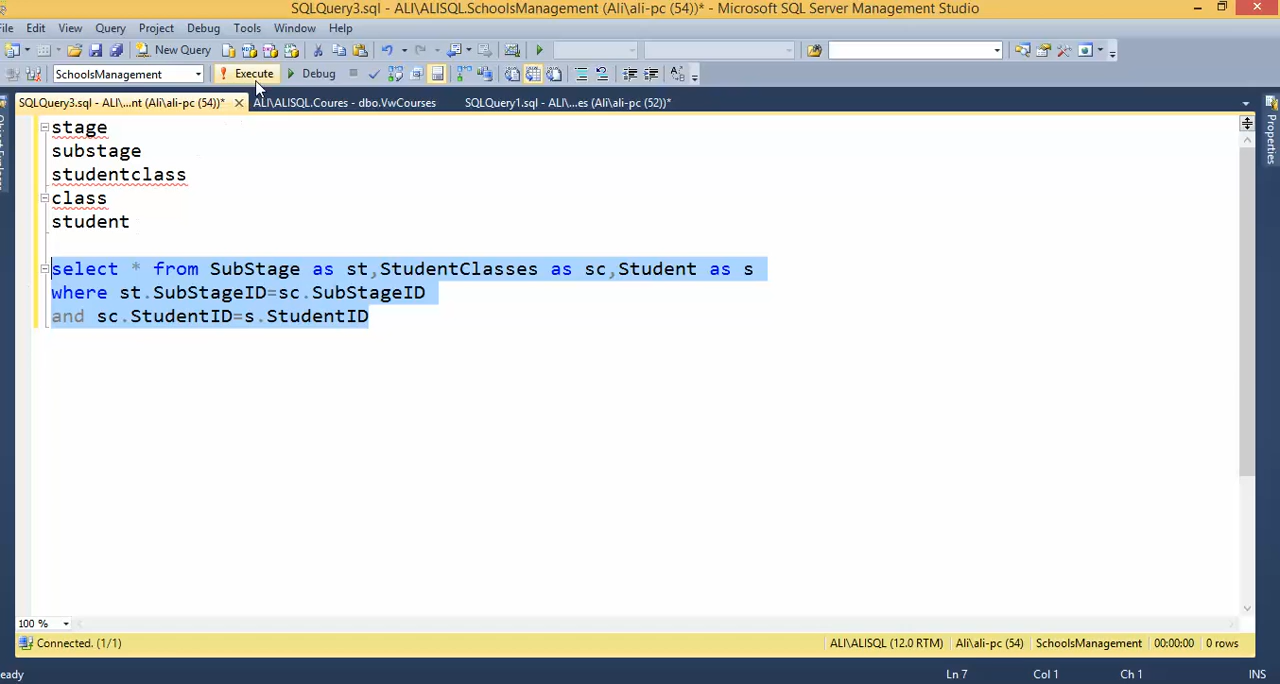 SQLQuery3.sql - ALI\ALISQL.SchoolsManagement (Ali\ali-pc (54))* - Microsoft SQL Server Management Studio
File Edit View Query Project Debug Tools Window Help
New Query
SchoolsManagement Execute Debug
SQLQuery3.sql - ALI\...nt (Ali\ali-pc (54))* ALI\ALISQL.Coures - dbo.VwCourses SQLQuery1.sql - ALI\...es (Ali\ali-pc (52))*
Object Explorer
Properties
stage
substage
studentclass
class
student
select * from SubStage as st,StudentClasses as sc,Student as s
where st.SubStageID=sc.SubStageID
and sc.StudentID=s.StudentID
100 %
Connected. (1/1) ALI\ALISQL (12.0 RTM) Ali\ali-pc (54) SchoolsManagement 00:00:00 0 rows
eady Ln 7 Col 1 Ch 1 INS